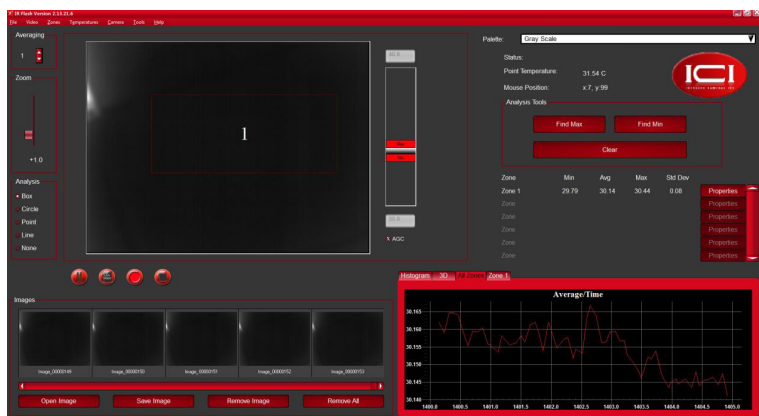 IR Flash Version 2.13.21.6
File Video Zones Temperatures Camera Tools Help
Averaging
1
Zoom
+1.0
Analysis
Box
Circle
Point
Line
None
1
AGC
Palette: Gray Scale
Status:
Point Temperature: 31.54 C
Mouse Position: x:7, y:99
ICI
INFRARED CAMERAS INC
Analysis Tools
Find Max Find Min
Clear
Zone Min Avg Max Std Dev
Zone 1 29.79 30.14 30.44 0.08 Properties
Zone Properties
Zone Properties
Zone Properties
Zone Properties
Zone Properties
Images
Image_00000149 Image_00000150 Image_00000151 Image_00000152 Image_00000153
Open Image Save Image Remove Image Remove All
Histogram 3D All Zones Zone 1
Average/Time
30.165
30.160
30.155
30.150
30.145
30.140
1400.0 1400.5 1401.0 1401.5 1402.0 1402.5 1403.0 1403.5 1404.0 1404.5 1405.0